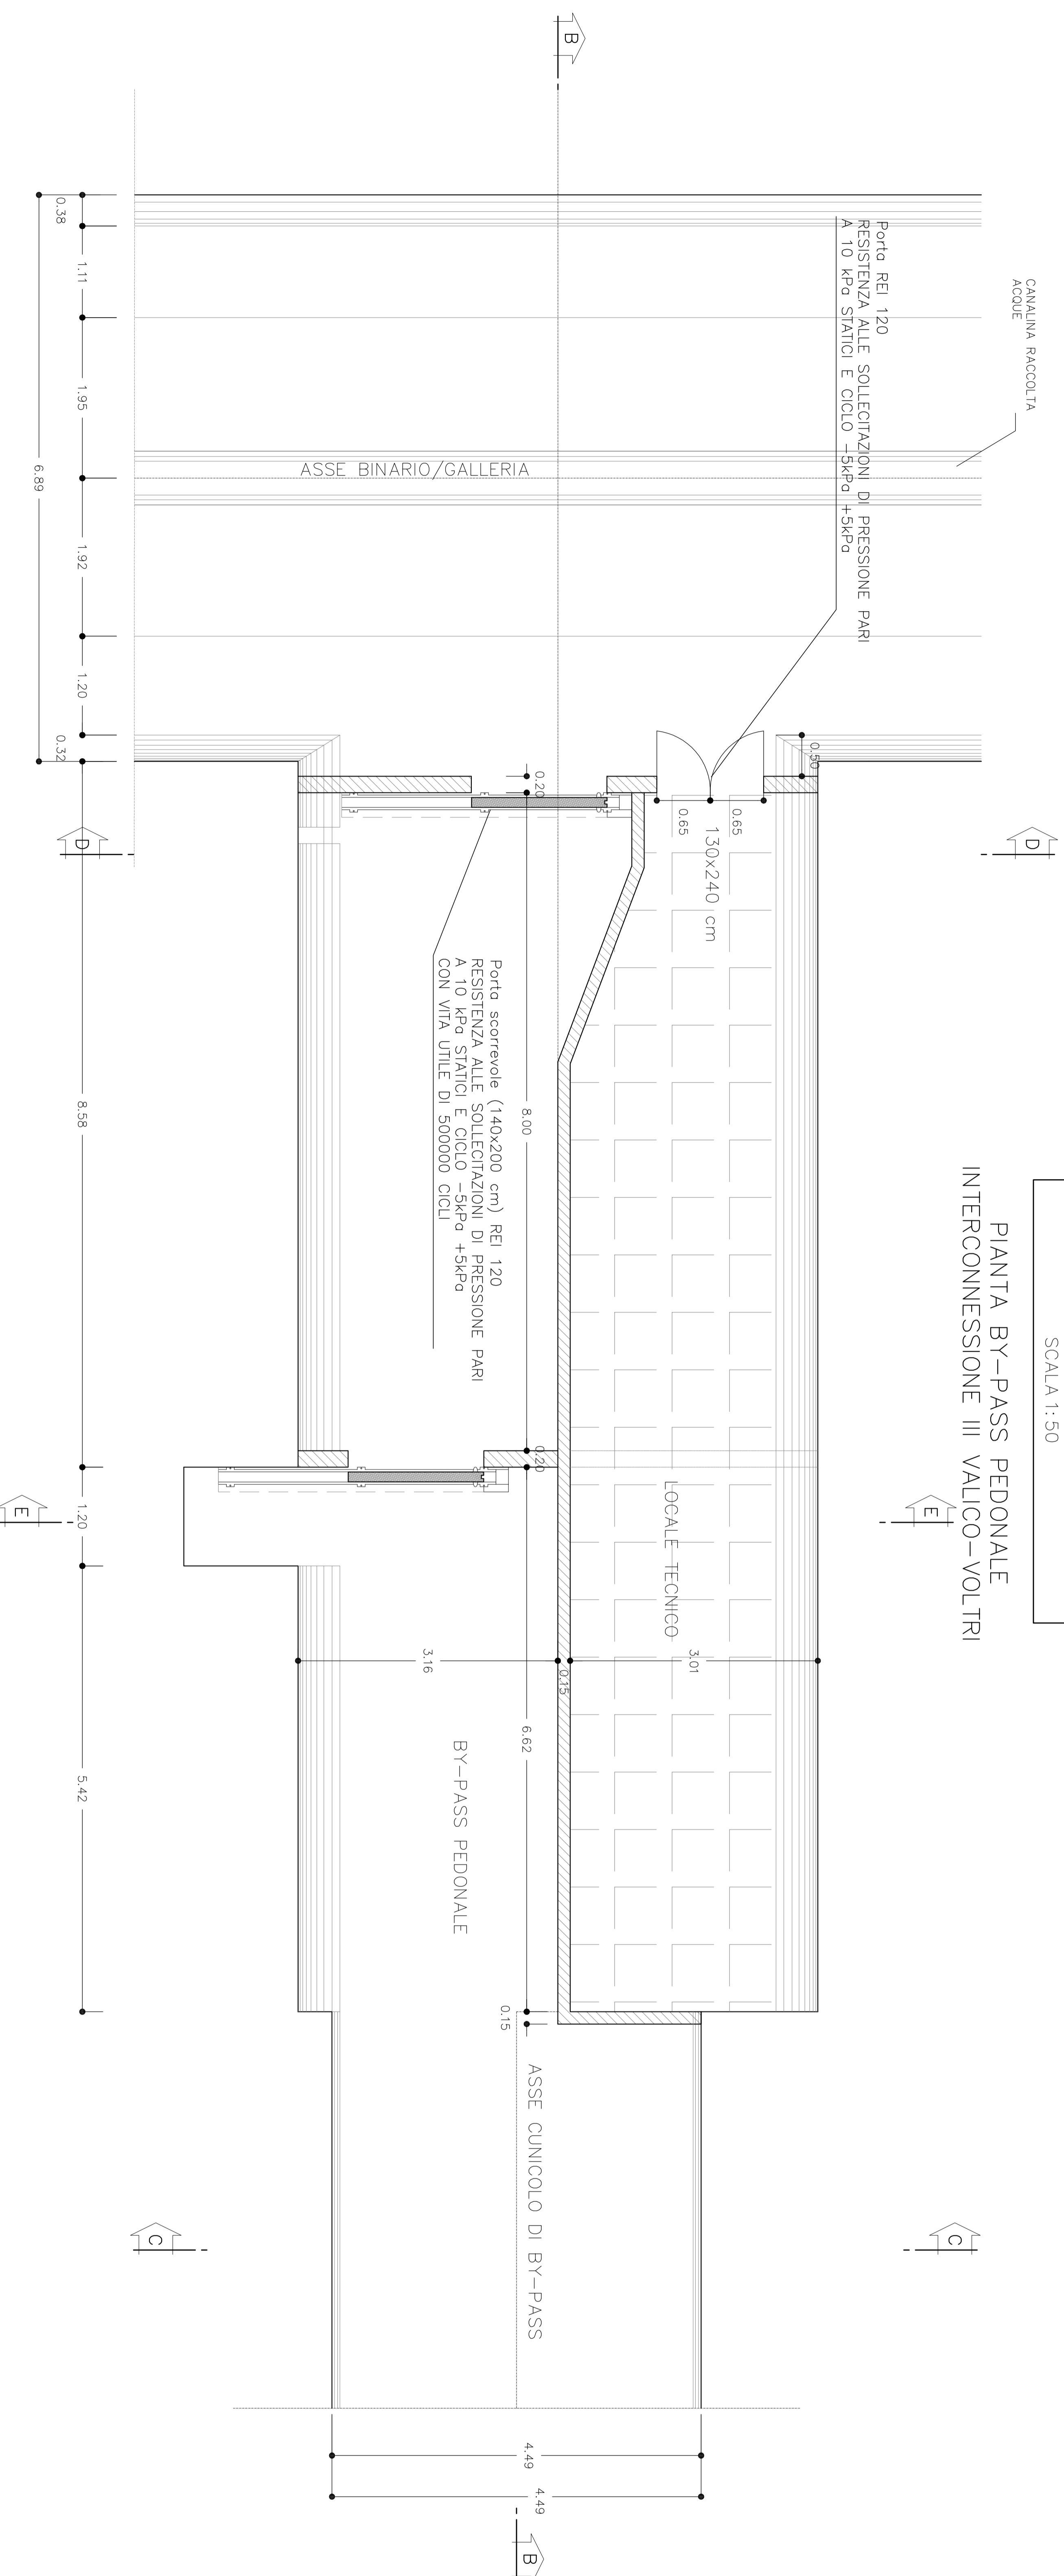 SCALA 1:50
PIANTA BY-PASS PEDONALE
INTERCONNESSIONE III VALICO-VOLTRI
CANALINA RACCOLTA
ACQUE
Porta REI 120
RESISTENZA ALLE SOLLECITAZIONI DI PRESSIONE PARI
A 10 kPa STATICI E CICLO -5kPa +5kPa
ASSE BINARIO/GALLERIA
130x240 cm
0.65
0.65
0.50
0.20
Porta scorrevole (140x200 cm) REI 120
RESISTENZA ALLE SOLLECITAZIONI DI PRESSIONE PARI
A 10 kPa STATICI E CICLO -5kPa +5kPa
CON VITA UTILE DI 500000 CICLI
8.00
0.20
6.62
0.15
LOCALE TECNICO
3.01
0.15
3.16
BY-PASS PEDONALE
ASSE CUNICOLO DI BY-PASS
4.49
4.49
0.38
1.11
1.95
1.92
1.20
0.32
6.89
8.58
1.20
5.42
B
B
D
D
E
E
C
C